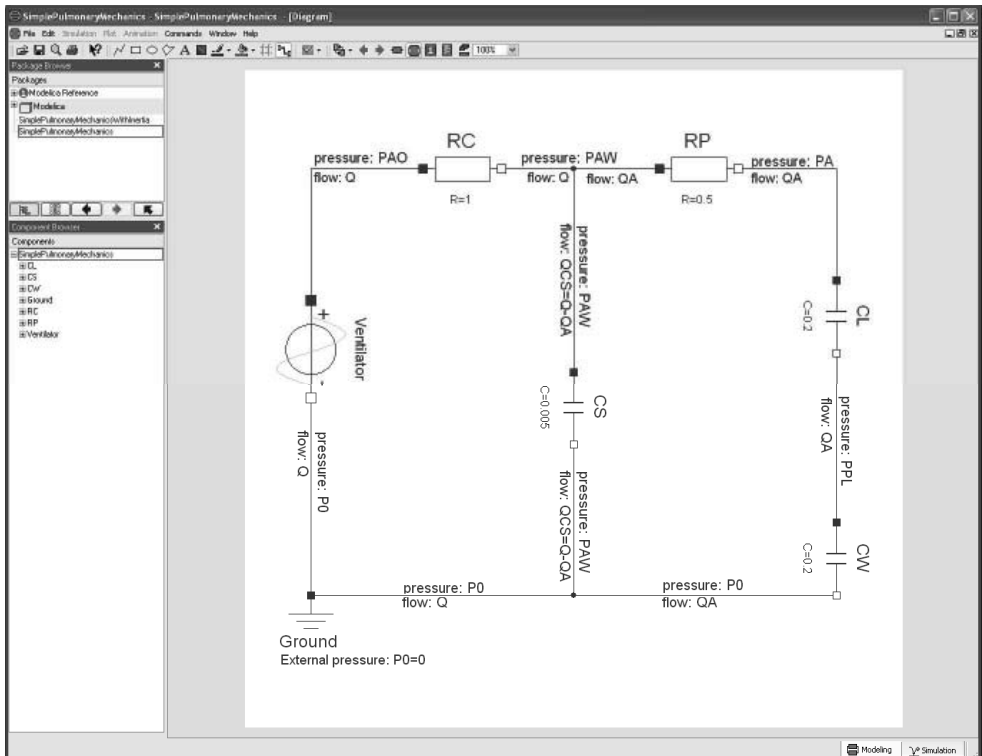 SimplePulmonaryMechanics - SimplePulmonaryMechanics - [Diagram]
File Edit Simulation Plot Animation Commands Window Help
100%
Package Browser
Packages
Modelica Reference
Modelica
SimplePulmonaryMechanicsWithInertia
SimplePulmonaryMechanics
Component Browser
Components
SimplePulmonaryMechanics
CL
CS
CW
Ground
RC
RP
Ventilator
RC
pressure: PAO
flow: Q
R=1
pressure: PAW
flow: Q
flow: QA
RP
R=0.5
pressure: PA
flow: QA
pressure: PAW
flow: QCS=Q-QA
+
-
Ventilator
CL
C=0.2
CS
C=0.005
pressure: P0
flow: Q
pressure: PPL
flow: QA
pressure: PAW
flow: QCS=Q-QA
CW
C=0.2
pressure: P0
flow: Q
pressure: P0
flow: QA
Ground
External pressure: P0=0
Modeling
Simulation